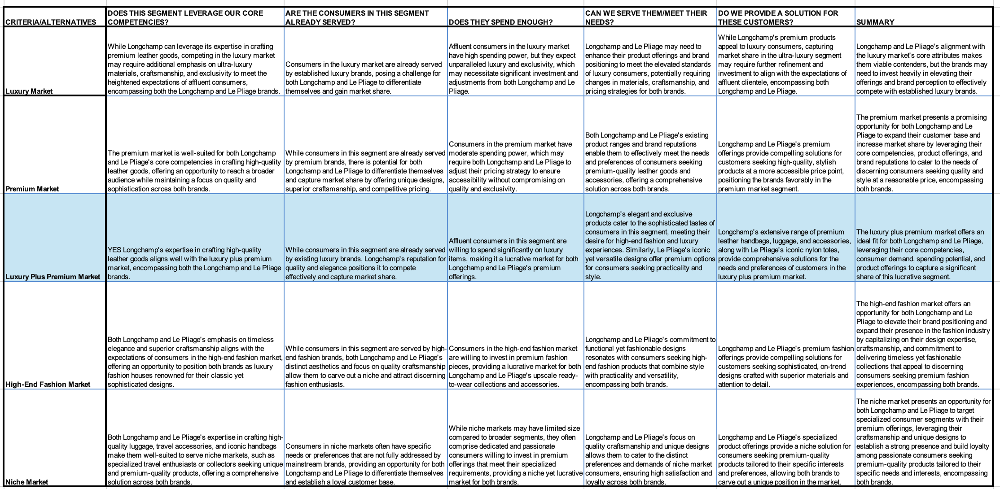 CRITERIA/ALTERNATIVES
DOES THIS SEGMENT LEVERAGE OUR CORE
COMPETENCIES?
ARE THE CONSUMERS IN THIS SEGMENT
ALREADY SERVED?
DOES THEY SPEND ENOUGH?
CAN WE SERVE THEM/MEET THEIR
NEEDS?
DO WE PROVIDE A SOLUTION FOR
THESE CUSTOMERS?
SUMMARY
Luxury Market
While Longchamp can leverage its expertise in crafting
premium leather goods, competing in the luxury market
may require additional emphasis on ultra-luxury
materials, craftsmanship, and exclusivity to meet the
heightened expectations of affluent consumers,
encompassing both the Longchamp and Le Pliage brands.
Consumers in the luxury market are already served
by established luxury brands, posing a challenge for
both Longchamp and Le Pliage to differentiate
themselves and gain market share.
Affluent consumers in the luxury market
have high spending power, but they expect
unparalleled luxury and exclusivity, which
may necessitate significant investment and
adjustments from both Longchamp and Le
Pliage.
Longchamp and Le Pliage may need to
enhance their product offerings and brand
positioning to meet the elevated standards
of luxury consumers, potentially requiring
changes in materials, craftsmanship, and
pricing strategies for both brands.
While Longchamp's premium products
appeal to luxury consumers, capturing
market share in the ultra-luxury segment
may require further refinement and
investment to align with the expectations of
affluent clientele, encompassing both
Longchamp and Le Pliage.
Longchamp and Le Pliage's alignment with
the luxury market's core attributes makes
them viable contenders, but the brands may
need to invest heavily in elevating their
offerings and brand perception to effectively
compete with established luxury brands.
Premium Market
The premium market is well-suited for both Longchamp
and Le Pliage's core competencies in crafting high-quality
leather goods, offering an opportunity to reach a broader
audience while maintaining a focus on quality and
sophistication across both brands.
While consumers in this segment are already served
by premium brands, there is potential for both
Longchamp and Le Pliage to differentiate themselves
and capture market share by offering unique designs,
superior craftsmanship, and competitive pricing.
Consumers in the premium market have
moderate spending power, which may
require both Longchamp and Le Pliage to
adjust their pricing strategy to ensure
accessibility without compromising on
quality and exclusivity.
Both Longchamp and Le Pliage's existing
product ranges and brand reputations
enable them to effectively meet the needs
and preferences of consumers seeking
premium-quality leather goods and
accessories, offering a comprehensive
solution across both brands.
Longchamp and Le Pliage's premium
offerings provide compelling solutions for
customers seeking high-quality, stylish
products at a more accessible price point,
positioning the brands favorably in the
premium market segment.
The premium market presents a promising
opportunity for both Longchamp and Le
Pliage to expand their customer base and
increase market share by leveraging their
core competencies, product offerings, and
brand reputations to cater to the needs of
discerning consumers seeking quality and
style at a reasonable price, encompassing
both brands.
Luxury Plus Premium Market
YES Longchamp's expertise in crafting high-quality
leather goods aligns well with the luxury plus premium
market, encompassing both the Longchamp and Le Pliage
brands.
While consumers in this segment are already served
by existing luxury brands, Longchamp's reputation for
quality and elegance positions it to compete
effectively and capture market share.
Affluent consumers in this segment are
willing to spend significantly on luxury
items, making it a lucrative market for both
Longchamp and Le Pliage's premium
offerings.
Longchamp's elegant and exclusive
products cater to the sophisticated tastes of
consumers in this segment, meeting their
desire for high-end fashion and luxury
experiences. Similarly, Le Pliage's iconic
yet versatile designs offer premium options
for consumers seeking practicality and
style.
Longchamp's extensive range of premium
leather handbags, luggage, and accessories,
along with Le Pliage's iconic nylon totes,
provide comprehensive solutions for the
needs and preferences of customers in the
luxury plus premium market.
The luxury plus premium market offers an
ideal fit for both Longchamp and Le Pliage,
leveraging their core competencies,
consumer demand, spending potential, and
product offerings to capture a significant
share of this lucrative segment.
High-End Fashion Market
Both Longchamp and Le Pliage's emphasis on timeless
elegance and superior craftsmanship aligns with the
expectations of consumers in the high-end fashion market,
offering an opportunity to position both brands as luxury
fashion houses renowned for their classic yet
sophisticated designs.
While consumers in this segment are served by high-
end fashion brands, both Longchamp and Le Pliage's
distinct aesthetics and focus on quality craftsmanship
allow them to carve out a niche and attract discerning
fashion enthusiasts.
Consumers in the high-end fashion market
are willing to invest in premium fashion
pieces, providing a lucrative market for both
Longchamp and Le Pliage's upscale ready-
to-wear collections and accessories.
Longchamp and Le Pliage's commitment to
functional yet fashionable designs
resonates with consumers seeking high-
end fashion products that combine style
with practicality and versatility,
encompassing both brands.
Longchamp and Le Pliage's premium fashion
offerings provide compelling solutions for
customers seeking sophisticated, on-trend
designs crafted with superior materials and
attention to detail.
The high-end fashion market offers an
opportunity for both Longchamp and Le
Pliage to elevate their brand positioning and
expand their presence in the fashion industry
by capitalizing on their design expertise,
craftsmanship, and commitment to
delivering timeless yet fashionable
collections that appeal to discerning
consumers seeking premium fashion
experiences, encompassing both brands.
Niche Market
Both Longchamp and Le Pliage's expertise in crafting high-
quality luggage, travel accessories, and iconic handbags
make them well-suited to serve niche markets, such as
specialized travel enthusiasts or collectors seeking unique
and premium-quality products, offering a comprehensive
solution across both brands.
Consumers in niche markets often have specific
needs or preferences that are not fully addressed by
mainstream brands, providing an opportunity for both
Longchamp and Le Pliage to differentiate themselves
and establish a loyal customer base.
While niche markets may have limited size
compared to broader segments, they often
comprise dedicated and passionate
consumers willing to invest in premium
offerings that meet their specialized
requirements, providing a niche yet lucrative
market for both brands.
Longchamp and Le Pliage's focus on
quality craftsmanship and unique designs
allows them to cater to the distinct
preferences and demands of niche market
consumers, ensuring high satisfaction and
loyalty across both brands.
Longchamp and Le Pliage's specialized
product offerings provide a niche solution for
consumers seeking premium-quality
products tailored to their specific interests
and preferences, allowing both brands to
carve out a unique position in the market.
The niche market presents an opportunity for
both Longchamp and Le Pliage to target
specialized consumer segments with their
premium offerings, leveraging their
craftsmanship and unique designs to
establish a strong presence and build loyalty
among passionate consumers seeking
premium-quality products tailored to their
specific needs and interests, encompassing
both brands.